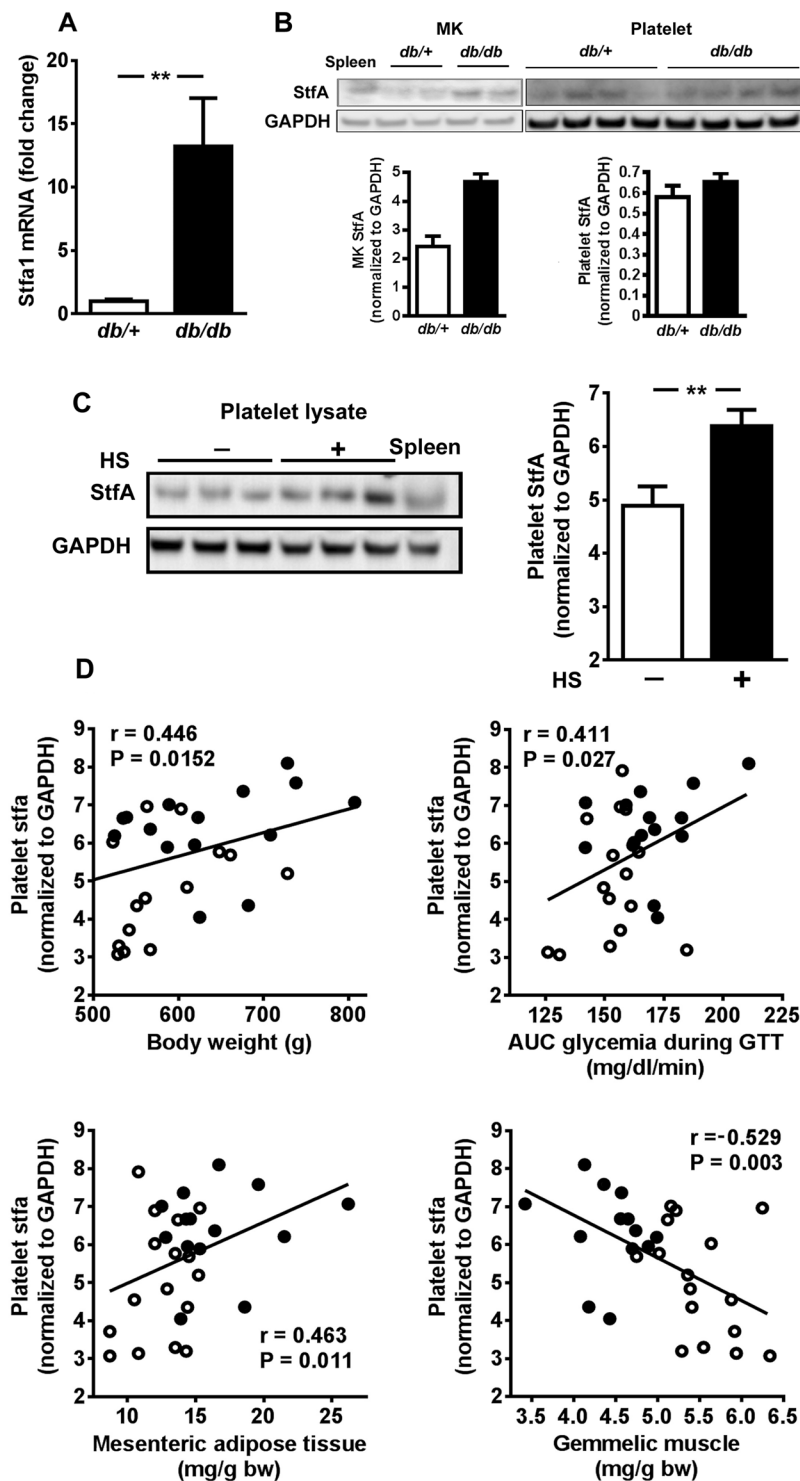 A
Stfa1 mRNA (fold change)
20
15
10
5
0
**
db/+
db/db
B
MK
Platelet
Spleen
db/+
db/db
db/+
db/db
StfA
GAPDH
MK StfA
(normalized to GAPDH)
5
4
3
2
1
0
db/+
db/db
Platelet StfA
(normalized to GAPDH)
0.7
0.6
0.5
0.4
0.3
0.2
0.1
0
db/+
db/db
C
Platelet lysate
HS
–
+
Spleen
StfA
GAPDH
Platelet StfA
(normalized to GAPDH)
7
6
5
4
3
2
**
HS
–
+
D
r = 0.446
P = 0.0152
Platelet stfa
(normalized to GAPDH)
9
8
7
6
5
4
3
2
500
600
700
800
Body weight (g)
r = 0.411
P = 0.027
Platelet stfa
(normalized to GAPDH)
9
8
7
6
5
4
3
2
125
150
175
200
225
AUC glycemia during GTT
(mg/dl/min)
Platelet stfa
(normalized to GAPDH)
9
8
7
6
5
4
3
2
r = 0.463
P = 0.011
10
15
20
25
Mesenteric adipose tissue
(mg/g bw)
r =-0.529
P = 0.003
Platelet stfa
(normalized to GAPDH)
9
8
7
6
5
4
3
2
3.5
4.0
4.5
5.0
5.5
6.0
6.5
Gemmelic muscle
(mg/g bw)